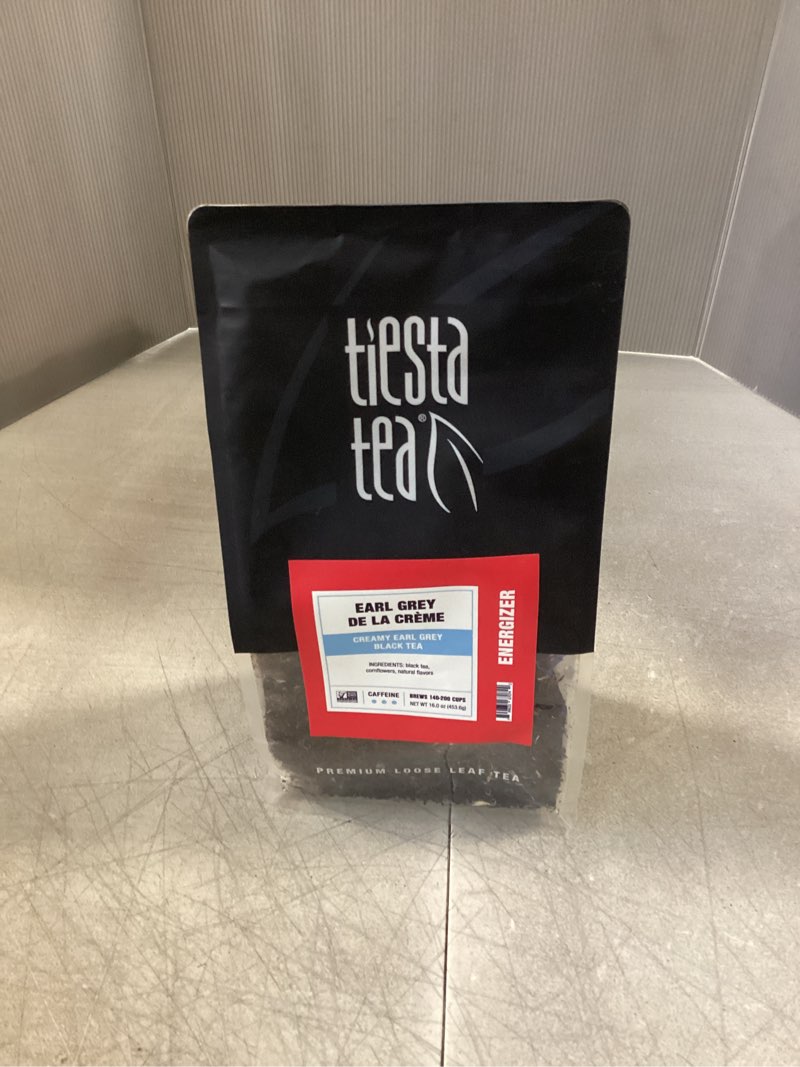 tiesta
tea®
EARL GREY
DE LA CRÈME
CREAMY EARL GREY
BLACK TEA
INGREDIENTS: black tea,
cornflowers, natural flavors
CAFFEINE
BREWS 140-200 CUPS
NET WT 16.0 oz (453.6g)
ENERGIZER
PREMIUM LOOSE LEAF TEA